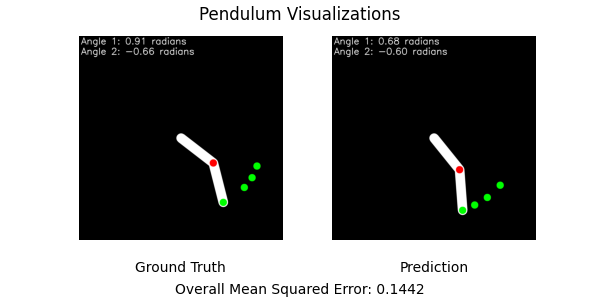 Pendulum Visualizations
Angle 1: 0.91 radians
Angle 2: −0.66 radians
Angle 1: 0.68 radians
Angle 2: −0.60 radians
Ground Truth
Prediction
Overall Mean Squared Error: 0.1442